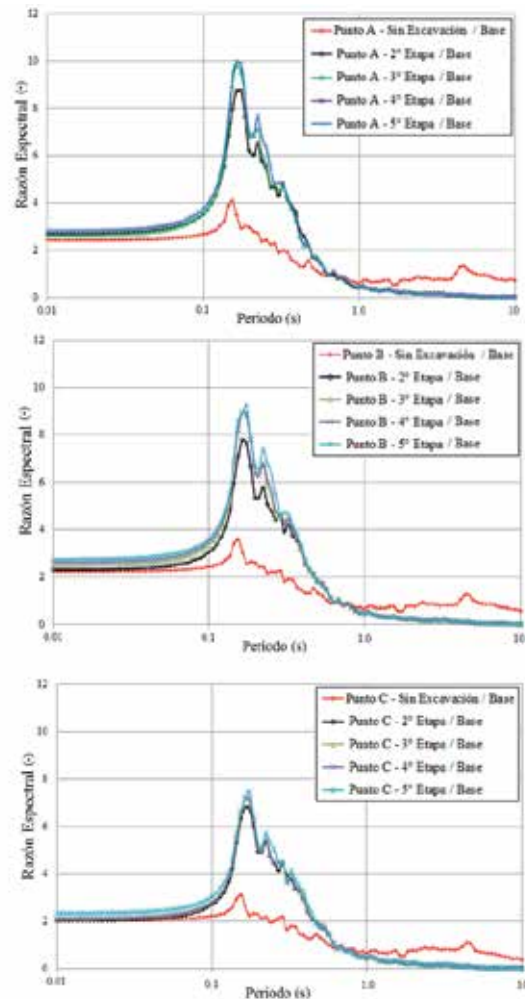 Razón Espectral (-)
12
10
8
6
4
2
0
Punto A - Sin Excavación / Base
Punto A - 2° Etapa / Base
Punto A - 3° Etapa / Base
Punto A - 4° Etapa / Base
Punto A - 5° Etapa / Base
0.01
0.1
1.0
10
Periodo (s)
Razón Espectral (-)
12
10
8
6
4
2
0
Punto B - Sin Excavación / Base
Punto B - 2° Etapa / Base
Punto B - 3° Etapa / Base
Punto B - 4° Etapa / Base
Punto B - 5° Etapa / Base
0.01
0.1
1.0
10
Período (s)
Razón Espectral (-)
12
10
8
6
4
2
0
Punto C - Sin Excavación / Base
Punto C - 2° Etapa / Base
Punto C - 3° Etapa / Base
Punto C - 4° Etapa / Base
Punto C - 5° Etapa / Base
0.01
0.1
1.0
10
Período (s)